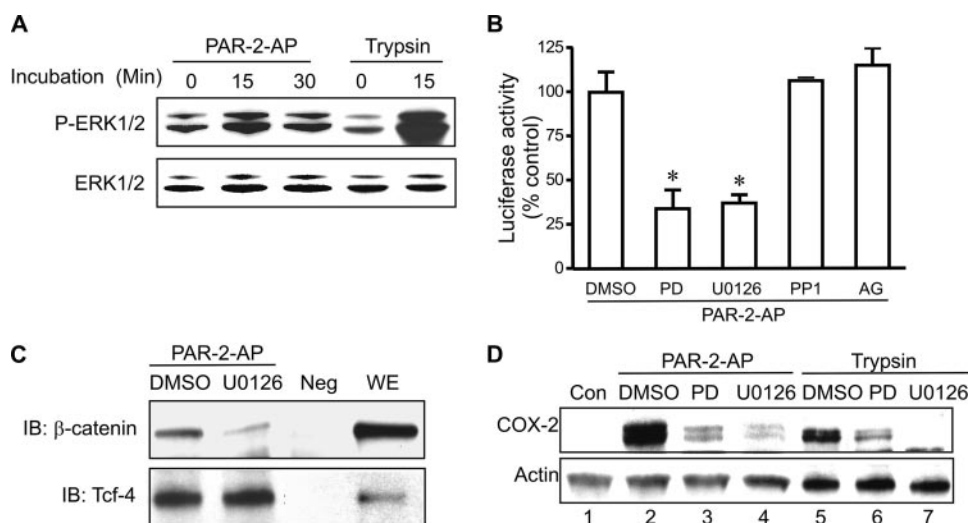 A
PAR-2-AP Trypsin
Incubation (Min) 0 15 30 0 15
P-ERK1/2
ERK1/2
B
Luciferase activity
(% control)
125
100
75
50
25
0
* *
DMSO PD U0126 PP1 AG
PAR-2-AP
C
PAR-2-AP
DMSO U0126 Neg WE
IB: β-catenin
IB: Tcf-4
D
PAR-2-AP Trypsin
Con DMSO PD U0126 DMSO PD U0126
COX-2
Actin
1 2 3 4 5 6 7